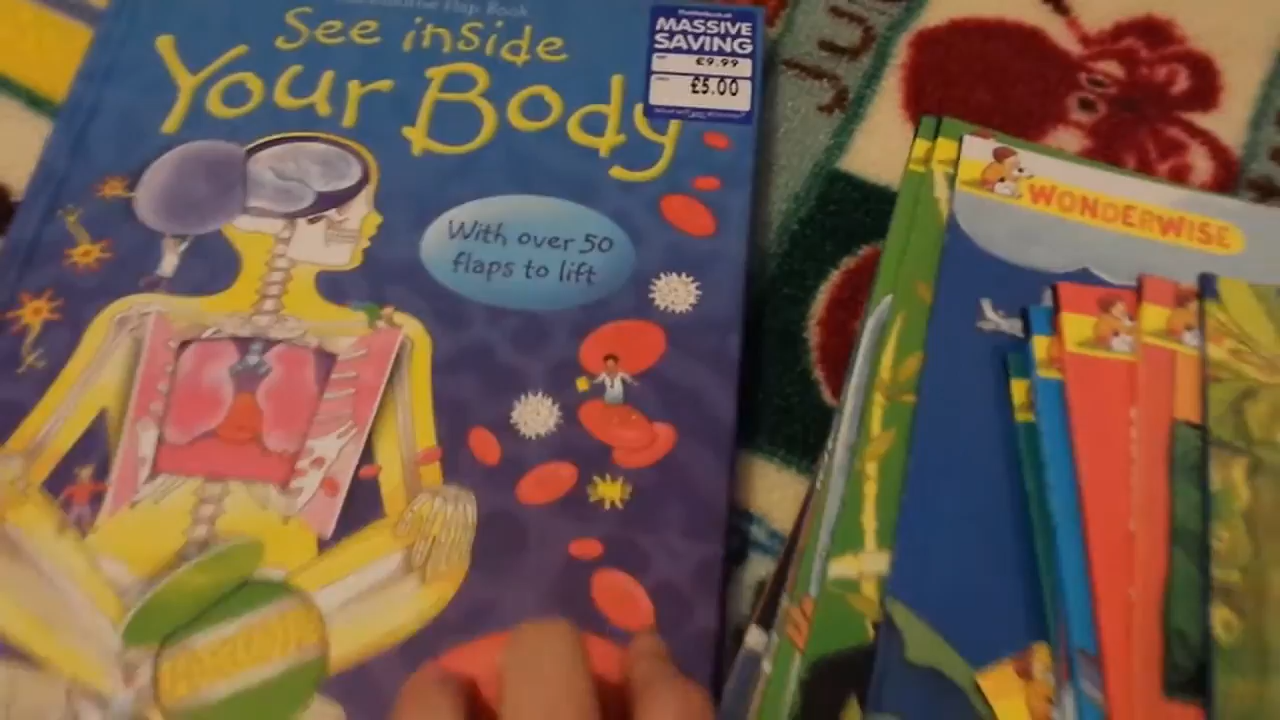 Flap Book
See inside
Your Body
MASSIVE
SAVING
£9.99
£5.00
With over 50
flaps to lift
WONDERWISE